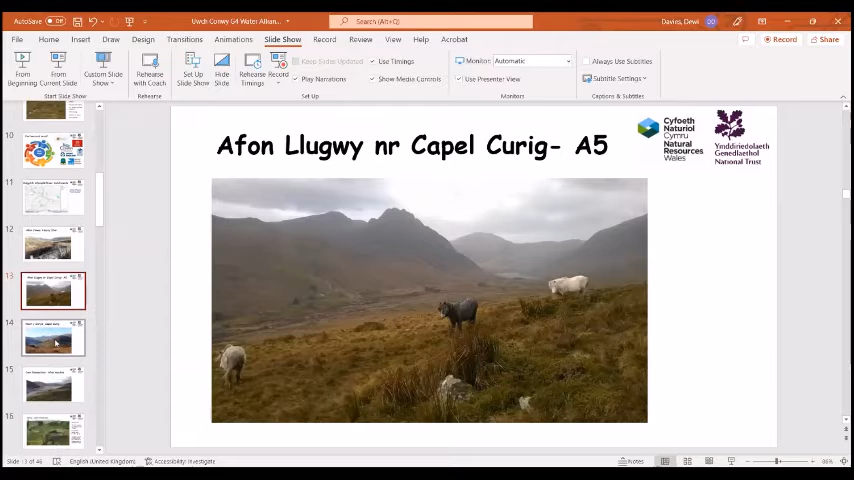 AutoSave Off
Uwch Conwy G4 Water Allian...
Search (Alt+Q)
Davies, Dewi DD
File Home Insert Draw Design Transitions Animations Slide Show Record Review View Help Acrobat
Record Share
From Beginning
From Current Slide
Custom Slide Show
Rehearse with Coach
Set Up Slide Show
Hide Slide
Rehearse Timings
Record
Keep Slides Updated
Use Timings
Play Narrations
Show Media Controls
Monitor: Automatic
Use Presenter View
Always Use Subtitles
Subtitle Settings
Start Slide Show
Rehearse
Set Up
Monitors
Captions & Subtitles
10
11
12
13
14
15
16
Afon Llugwy nr Capel Curig- A5
Cyfoeth
Naturiol
Cymru
Natural
Resources
Wales
Ymddiriedolaeth
Genedlaethol
National Trust
Slide 13 of 46
English (United Kingdom)
Accessibility: Investigate
Notes
86%